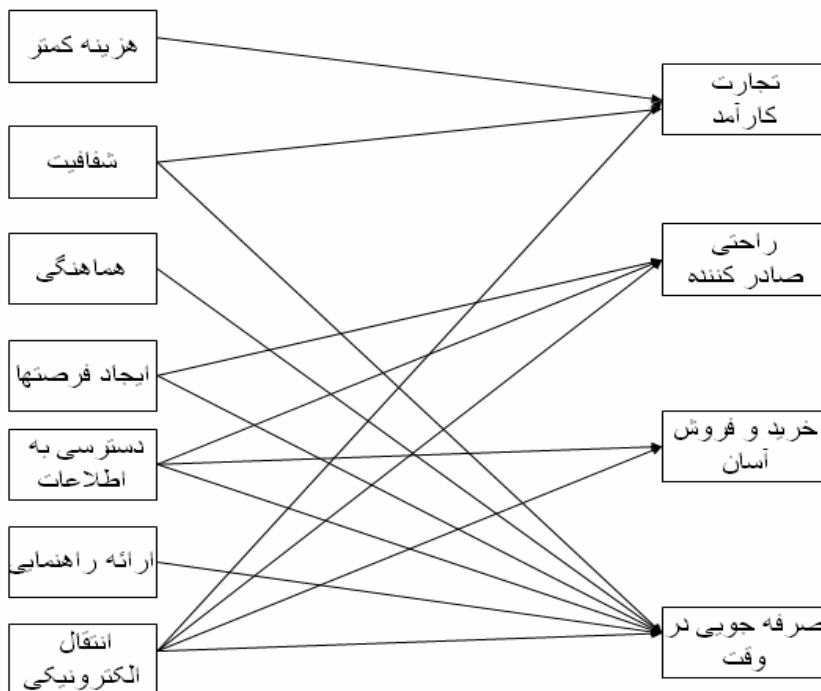 هزینه کمتر
شفافیت
هماهنگی
ایجاد فرصتها
دسترسی به
اطلاعات
ارائه راهنمایی
انتقال
الکترونیکی
تجارت
کارآمد
راحتی
صادر کننده
خرید و فروش
آسان
صرفه جویی در
وقت